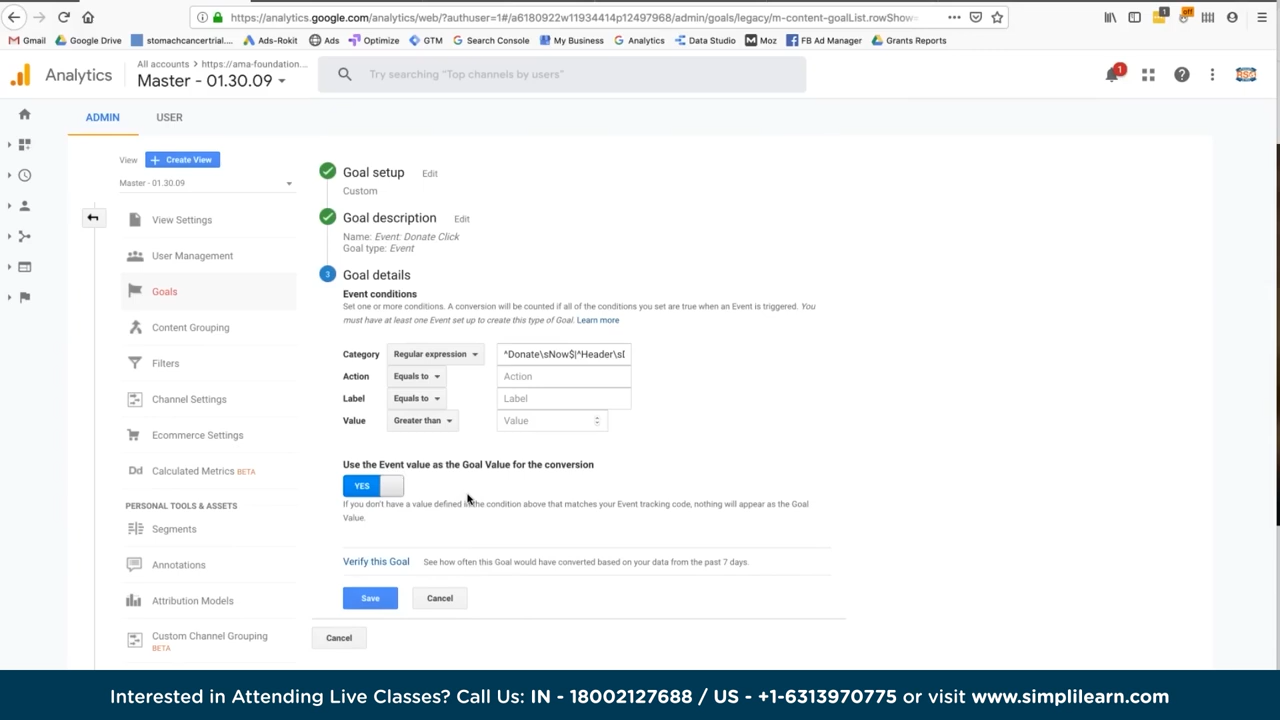 https://analytics.google.com/analytics/web/?authuser=1#/a6180922w11934414p12497968/admin/goals/legacy/m-content-goalList.rowShow=
1
off
Gmail
Google Drive
stomachcancertrial....
Ads-Rokit
Ads
Optimize
GTM
Search Console
My Business
Analytics
Data Studio
Moz
FB Ad Manager
Grants Reports
Analytics
All accounts > https://ama-foundation...
Master - 01.30.09
Try searching "Top channels by users"
1
ADMIN
USER
View
+ Create View
Master - 01.30.09
View Settings
User Management
Goals
Content Grouping
Filters
Channel Settings
Ecommerce Settings
Dd Calculated Metrics BETA
PERSONAL TOOLS & ASSETS
Segments
Annotations
Attribution Models
Custom Channel Grouping
BETA
Goal setup Edit
Custom
Goal description Edit
Name: Event: Donate Click
Goal type: Event
3 Goal details
Event conditions
Set one or more conditions. A conversion will be counted if all of the conditions you set are true when an Event is triggered. You
must have at least one Event set up to create this type of Goal. Learn more
Category Regular expression ^Donate\sNow$|^Header\s
Action Equals to Action
Label Equals to Label
Value Greater than Value
Use the Event value as the Goal Value for the conversion
YES
If you don't have a value defined in the condition above that matches your Event tracking code, nothing will appear as the Goal
Value.
Verify this Goal See how often this Goal would have converted based on your data from the past 7 days.
Save Cancel
Cancel
Interested in Attending Live Classes? Call Us: IN - 18002127688 / US - +1-6313970775 or visit www.simplilearn.com